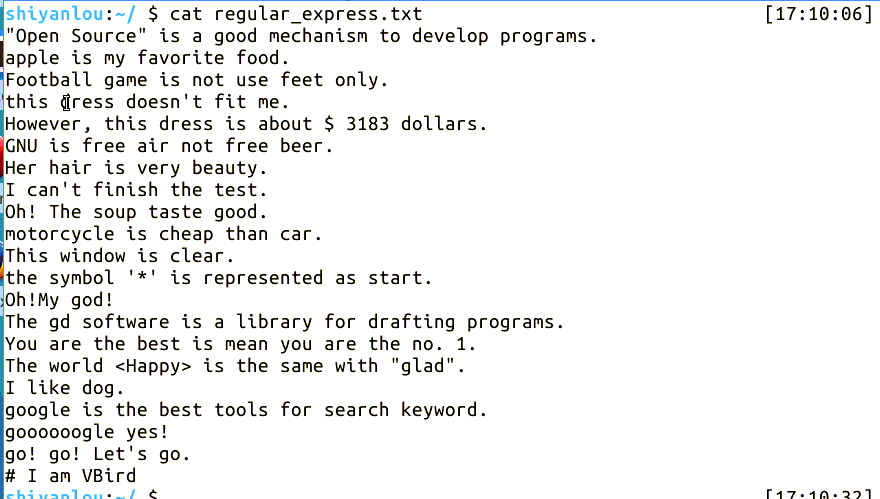 shiyanlou:~/ $ cat regular_express.txt [17:10:06]
"Open Source" is a good mechanism to develop programs.
apple is my favorite food.
Football game is not use feet only.
this dress doesn't fit me.
However, this dress is about $ 3183 dollars.
GNU is free air not free beer.
Her hair is very beauty.
I can't finish the test.
Oh! The soup taste good.
motorcycle is cheap than car.
This window is clear.
the symbol '*' is represented as start.
Oh!My god!
The gd software is a library for drafting programs.
You are the best is mean you are the no. 1.
The world <Happy> is the same with "glad".
I like dog.
google is the best tools for search keyword.
goooooogle yes!
go! go! Let's go.
# I am VBird
shiyanlou:~/ $ [17:10:32]